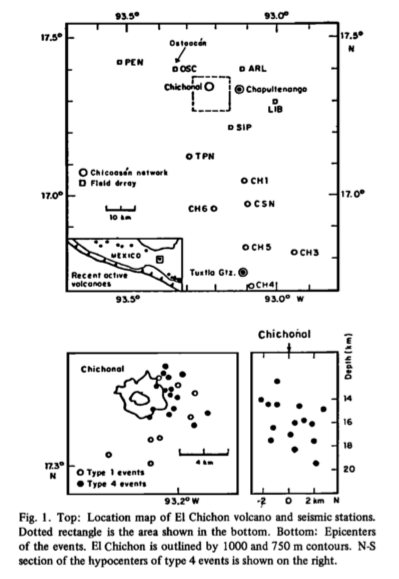 93.5° 93.0°
17.5° 17.5°
N
Ostoacán
PEN OSC ARL
Chichonal Chapultenango
LIB
SIP
TPN
Chicoasén network
Field array
10 km
CH1
17.0° 17.0°
CH6 CSN
CH5 CH3
MEXICO
Tuxtla Gtz.
Recent active
volcanoes
CH4
93.5° 93.0° W
Chichoñal
Chichonal
Depth (km)
14
16
18
20
4 km
17.3°
N
Type 1 events
Type 4 events
93.2° W
-2 0 2 km N
Fig. 1. Top: Location map of El Chichon volcano and seismic stations.
Dotted rectangle is the area shown in the bottom. Bottom: Epicenters
of the events. El Chichon is outlined by 1000 and 750 m contours. N-S
section of the hypocenters of type 4 events is shown on the right.